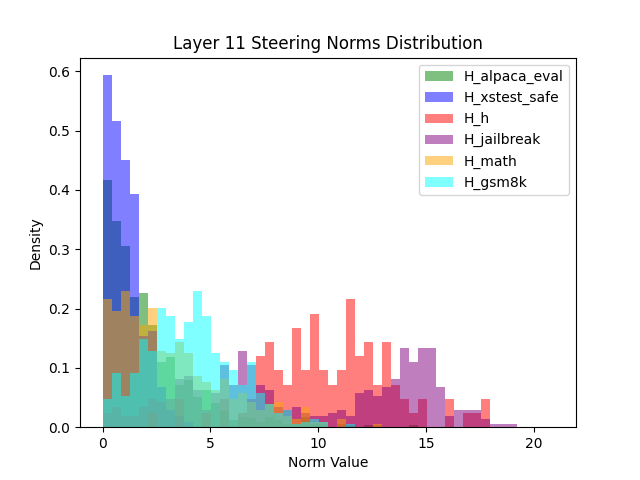 Layer 11 Steering Norms Distribution
H_alpaca_eval
H_xstest_safe
H_h
H_jailbreak
H_math
H_gsm8k
0.6
0.5
0.4
0.3
0.2
0.1
0.0
Density
0 5 10 15 20
Norm Value